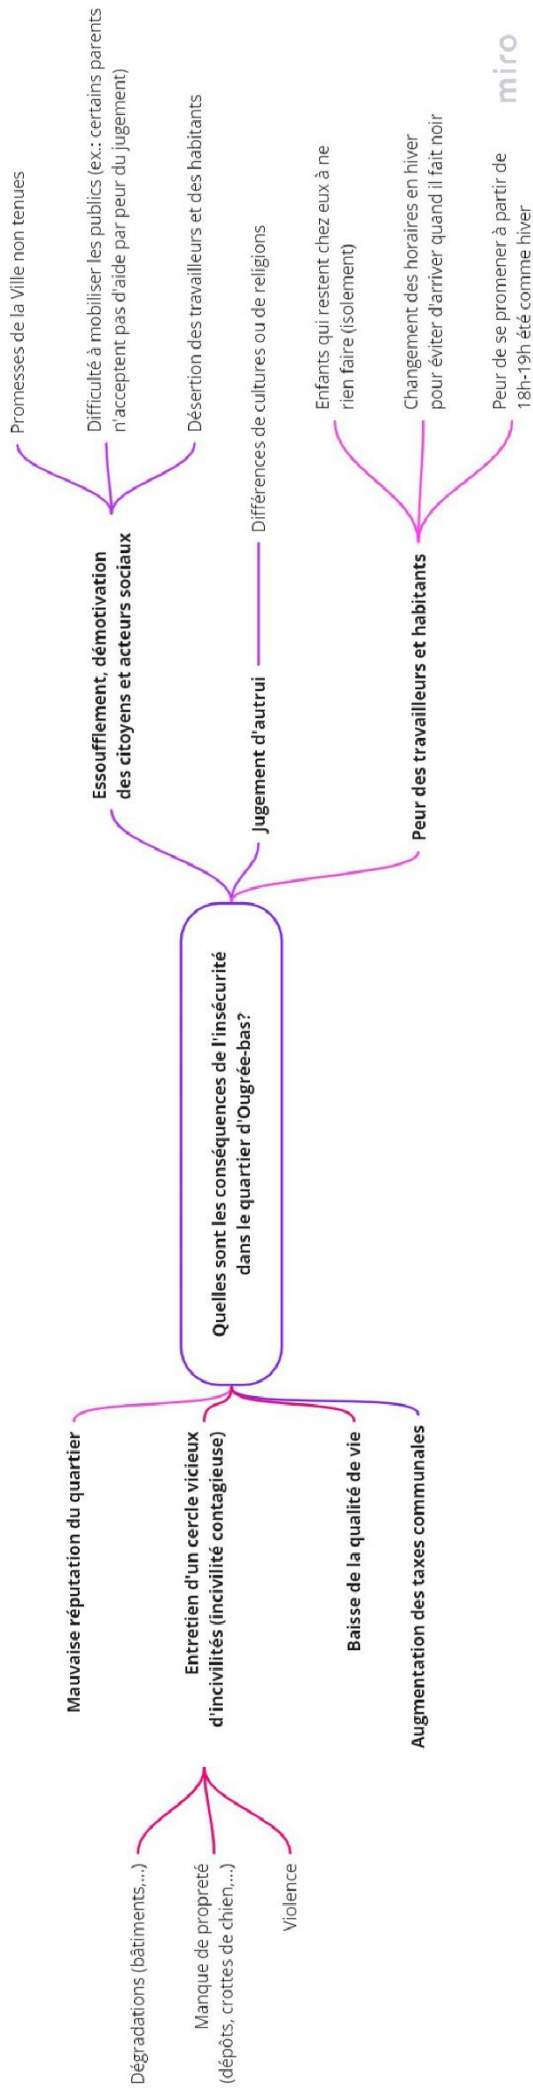 Quelles sont les conséquences de l'insécurité
dans le quartier d'Ougrée-bas?
Essoufflement, démotivation
des citoyens et acteurs sociaux
Promesses de la Ville non tenues
Difficulté à mobiliser les publics (ex.: certains parents
n'acceptent pas d'aide par peur du jugement)
Désertion des travailleurs et des habitants
Jugement d'autrui
Différences de cultures ou de religions
Peur des travailleurs et habitants
Enfants qui restent chez eux à ne
rien faire (isolement)
Changement des horaires en hiver
pour éviter d'arriver quand il fait noir
Peur de se promener à partir de
18h-19h été comme hiver
Mauvaise réputation du quartier
Entretien d'un cercle vicieux
d'incivilités (incivilité contagieuse)
Dégradations (bâtiments,...)
Manque de propreté
(dépôts, crottes de chien,...)
Violence
Baisse de la qualité de vie
Augmentation des taxes communales
miro